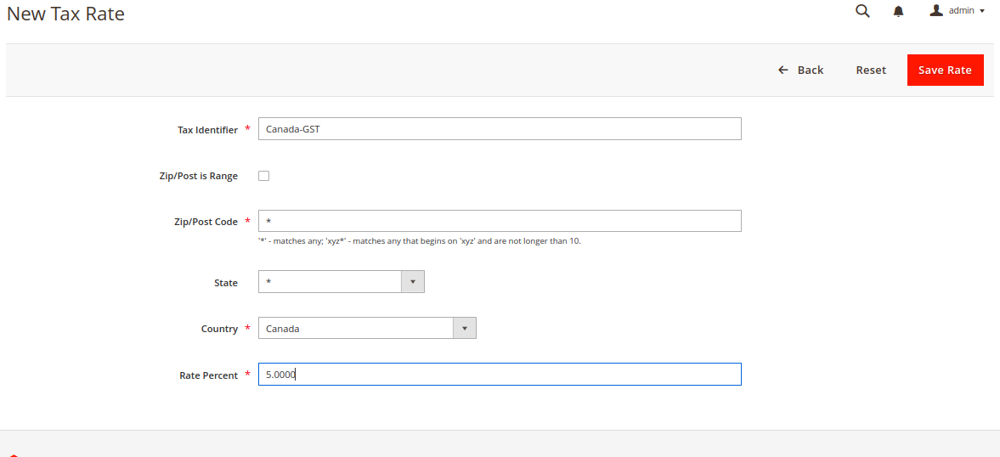 New Tax Rate
admin
Back
Reset
Save Rate
Tax Identifier *
Canada-GST
Zip/Post is Range
Zip/Post Code *
*
'*' - matches any; 'xyz*' - matches any that begins on 'xyz' and are not longer than 10.
State
*
Country *
Canada
Rate Percent *
5.0000